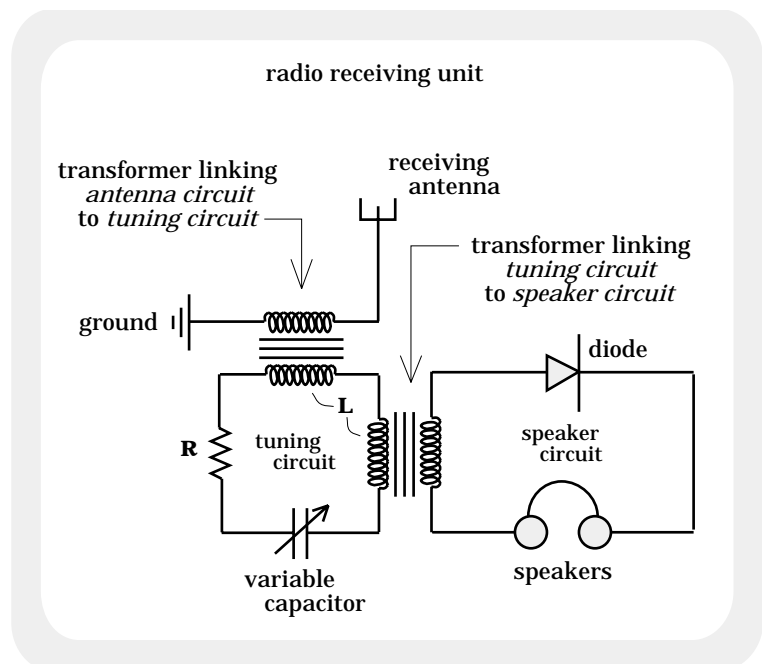 radio receiving unit
transformer linking
antenna circuit
to tuning circuit
receiving
antenna
transformer linking
tuning circuit
to speaker circuit
ground
diode
L
R
tuning
circuit
speaker
circuit
variable
capacitor
speakers